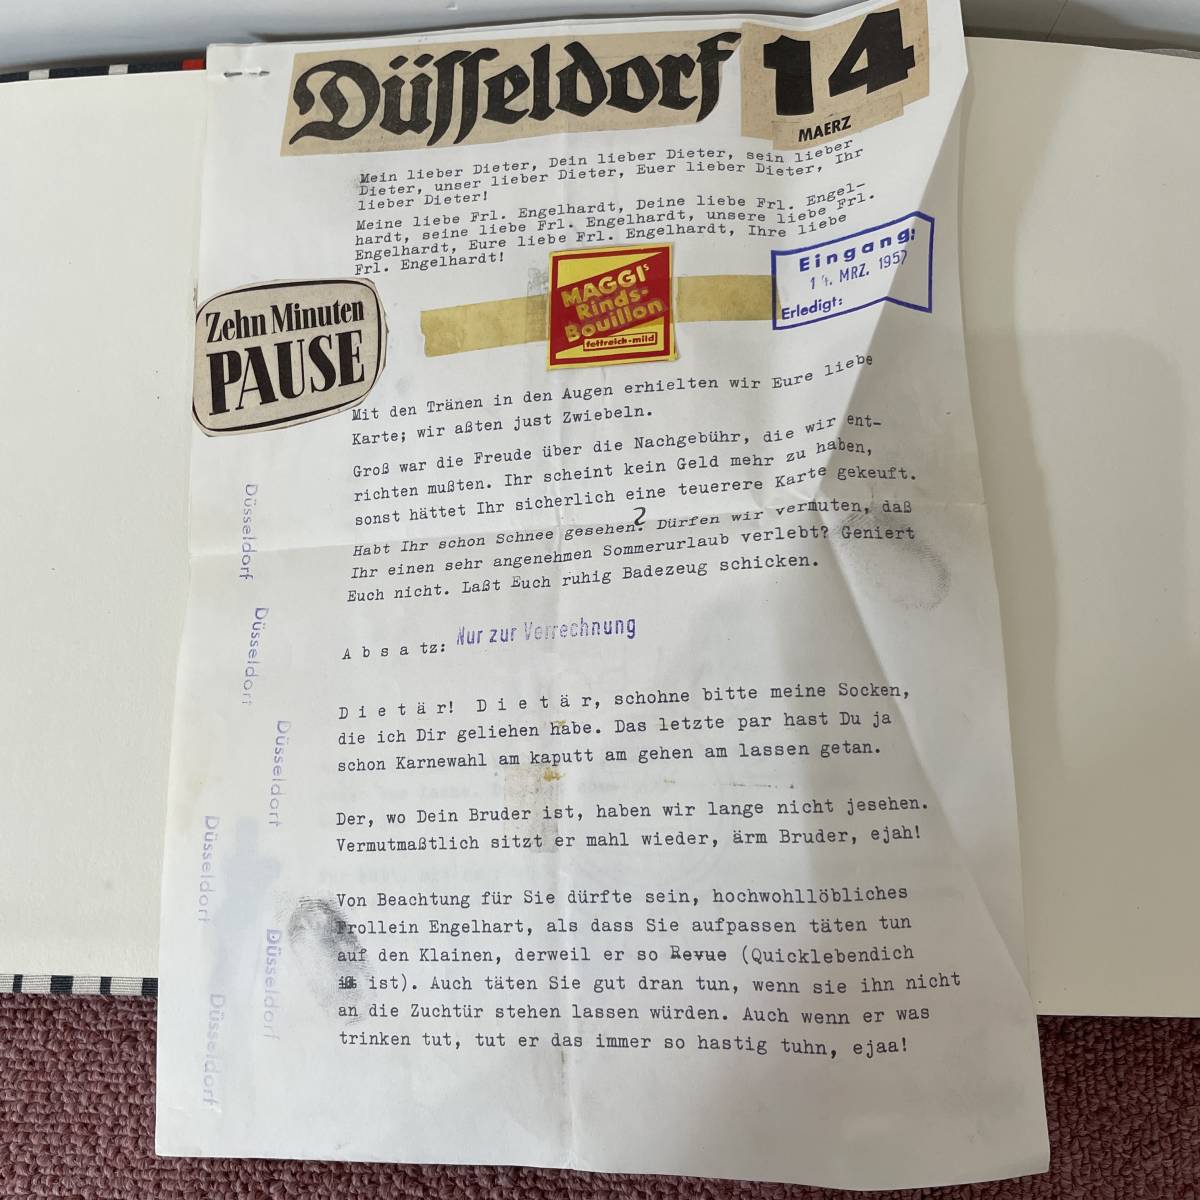 Düsseldorf 14
MAERZ
Mein lieber Dieter, Dein lieber Dieter, sein lieber
Dieter, unser lieber Dieter, Euer lieber Dieter, Ihr
lieber Dieter!
Meine liebe Frl. Engelhardt, Deine liebe Frl. Engel-
hardt, seine liebe Frl. Engelhardt, unsere liebe Frl.
Engelhardt, Eure liebe Frl. Engelhardt, Ihre liebe
Frl. Engelhardt!
Eingang:
14. MRZ. 1957
Erledigt:
MAGGIs
Rinds-
Bouillon
fettreich-mild
Zehn Minuten
PAUSE
Mit den Tränen in den Augen erhielten wir Eure liebe
Karte; wir aßten just Zwiebeln.
Groß war die Freude über die Nachgebühr, die wir ent-
richten mußten. Ihr scheint kein Geld mehr zu haben,
sonst hättet Ihr sicherlich eine teuerere Karte gekeuft.
Habt Ihr schon Schnee gesehen? Dürfen wir vermuten, daß
Ihr einen sehr angenehmen Sommerurlaub verlebt? Geniert
Euch nicht. Laßt Euch ruhig Badezeug schicken.
A b s a tz: Nur zur Verrechnung
D i e t ä r! D i e t ä r, schohne bitte meine Socken,
die ich Dir geliehen habe. Das letzte par hast Du ja
schon Karnewahl am kaputt am gehen am lassen getan.
Der, wo Dein Bruder ist, haben wir lange nicht jesehen.
Vermutmaßtlich sitzt er mahl wieder, ärm Bruder, ejah!
Von Beachtung für Sie dürfte sein, hochwohllöbliches
Frollein Engelhart, als dass Sie aufpassen täten tun
auf den Klainen, derweil er so Revue (Quicklebendich
ist). Auch täten Sie gut dran tun, wenn sie ihn nicht
an die Zuchtür stehen lassen würden. Auch wenn er was
trinken tut, tut er das immer so hastig tuhn, ejaa!
Düsseldorf
Düsseldorf
Düsseldorf
Düsseldorf
Düsseldorf
Düsseldorf